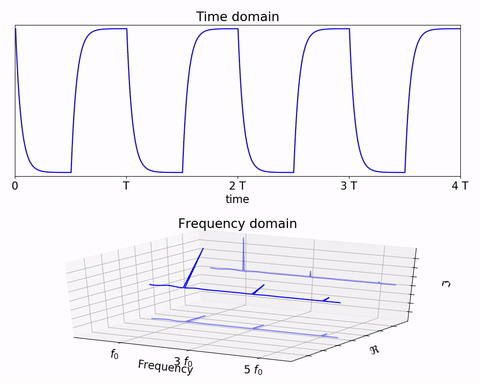 Time domain
0 T 2 T 3 T 4 T
time
Frequency domain
ℑ
ℜ
f₀ 3 f₀ 5 f₀
Frequency